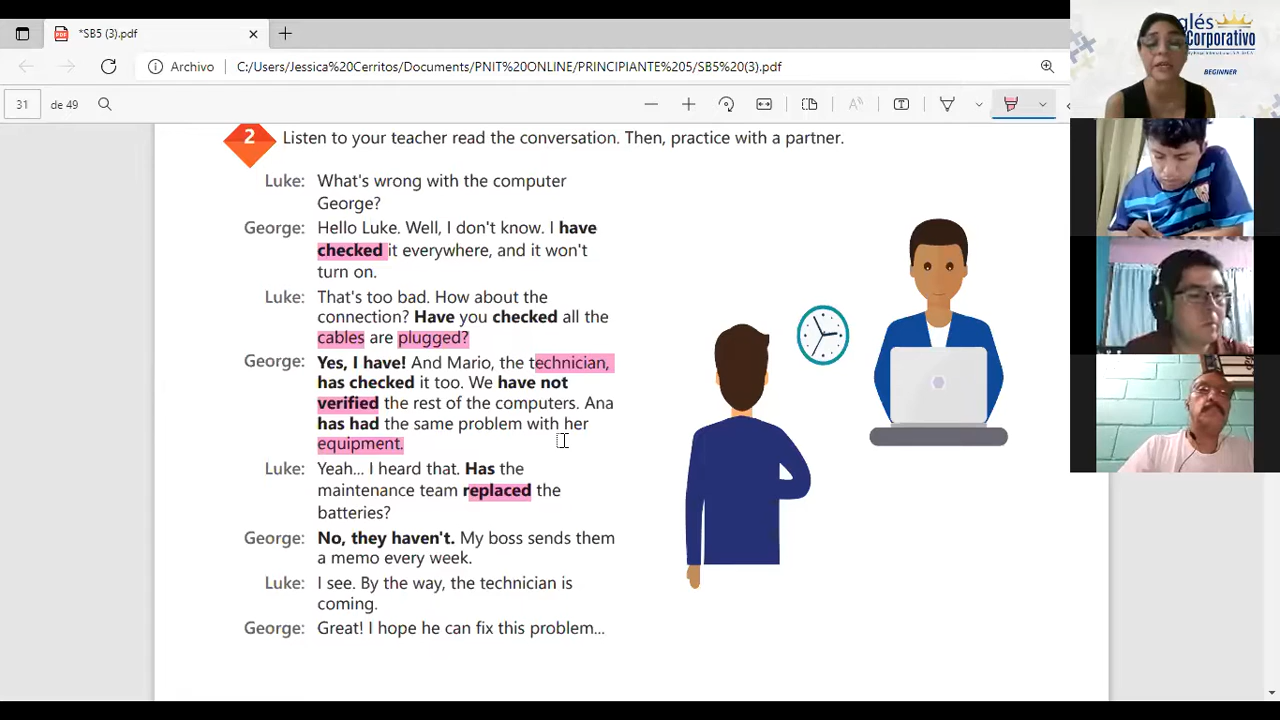 *SB5 (3).pdf
Archivo
C:/Users/Jessica%20Cerritos/Documents/PNIT%20ONLINE/PRINCIPIANTE%205/SB5%20(3).pdf
31 de 49
glés
Corporativo
BEGINNER
2 Listen to your teacher read the conversation. Then, practice with a partner.
Luke: What's wrong with the computer
George?
George: Hello Luke. Well, I don't know. I have
checked it everywhere, and it won't
turn on.
Luke: That's too bad. How about the
connection? Have you checked all the
cables are plugged?
George: Yes, I have! And Mario, the technician,
has checked it too. We have not
verified the rest of the computers. Ana
has had the same problem with her
equipment.
Luke: Yeah... I heard that. Has the
maintenance team replaced the
batteries?
George: No, they haven't. My boss sends them
a memo every week.
Luke: I see. By the way, the technician is
coming.
George: Great! I hope he can fix this problem...